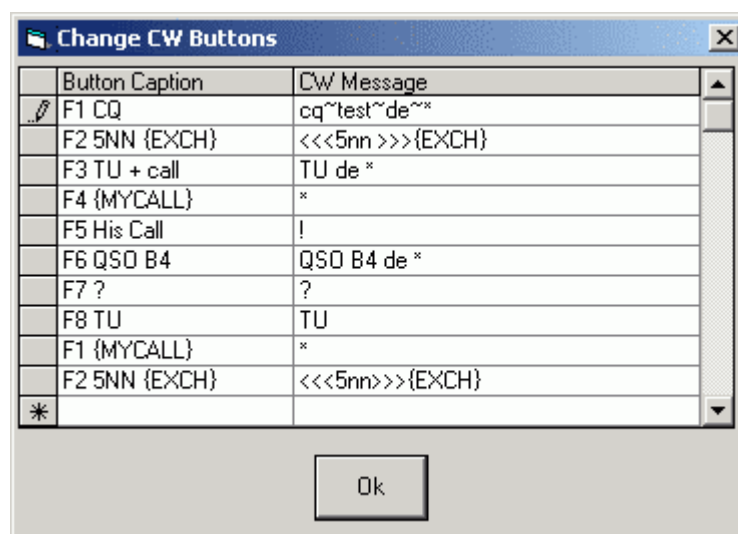 Change CW Buttons
Button Caption CW Message
F1 CQ cq~test~de~*
F2 5NN {EXCH} <<<5nn >>>{EXCH}
F3 TU + call TU de *
F4 {MYCALL} *
F5 His Call !
F6 QSO B4 QSO B4 de *
F7 ? ?
F8 TU TU
F1 {MYCALL} *
F2 5NN {EXCH} <<<5nn>>>{EXCH}
Ok